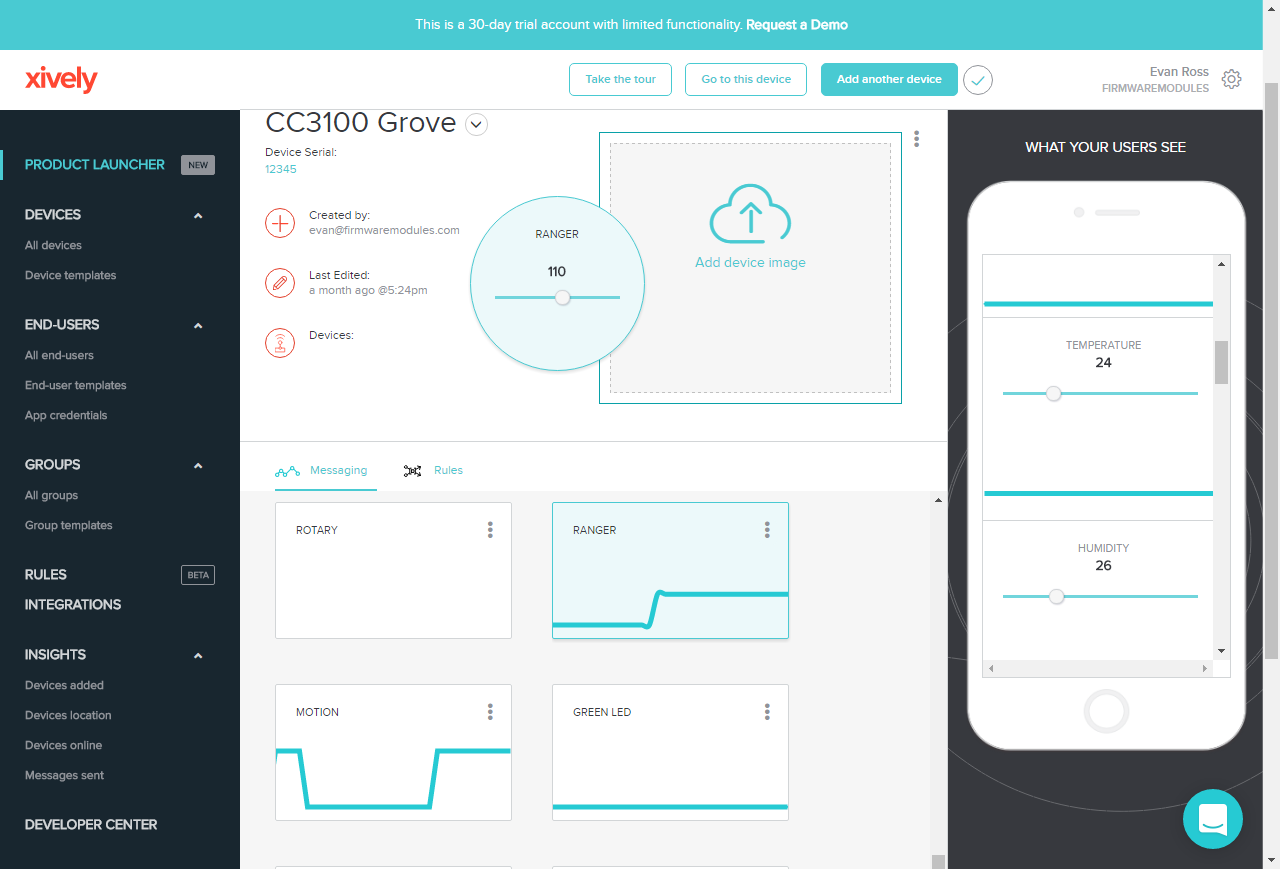 This is a 30-day trial account with limited functionality. Request a Demo
xively
Take the tour
Go to this device
Add another device
Evan Ross
FIRMWAREMODULES
PRODUCT LAUNCHER
NEW
DEVICES
All devices
Device templates
END-USERS
All end-users
End-user templates
App credentials
GROUPS
All groups
Group templates
RULES
BETA
INTEGRATIONS
INSIGHTS
Devices added
Devices location
Devices online
Messages sent
DEVELOPER CENTER
CC3100 Grove
Device Serial:
12345
Created by:
evan@firmwaremodules.com
Last Edited:
a month ago @5:24pm
Devices:
RANGER
110
Add device image
Messaging
Rules
ROTARY
RANGER
MOTION
GREEN LED
WHAT YOUR USERS SEE
TEMPERATURE
24
HUMIDITY
26